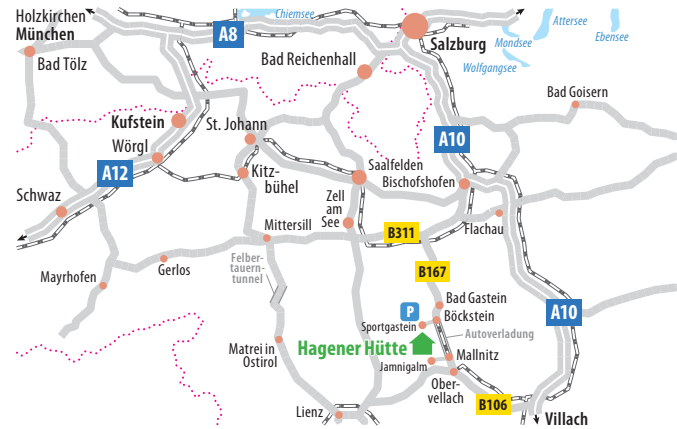 Holzkirchen
München
Chiemsee
Attersee
A8
Salzburg
Mondsee
Ebensee
Bad Tölz
Bad Reichenhall
Wolfgangsee
Bad Goisern
Kufstein
St. Johann
A10
Wörgl
Saalfelden
A12
Kitz-
bühel
Bischofshofen
Schwaz
Zell
am
See
Mittersill
B311
Flachau
Felber-
tauern-
tunnel
Gerlos
B167
Mayrhofen
Bad Gastein
P
Böckstein
A10
Sportgastein
Autoverladung
Matrei in
Ostirol
Hagener Hütte
Mallnitz
Jamnigalm
Ober-
vellach
B106
Lienz
Villach